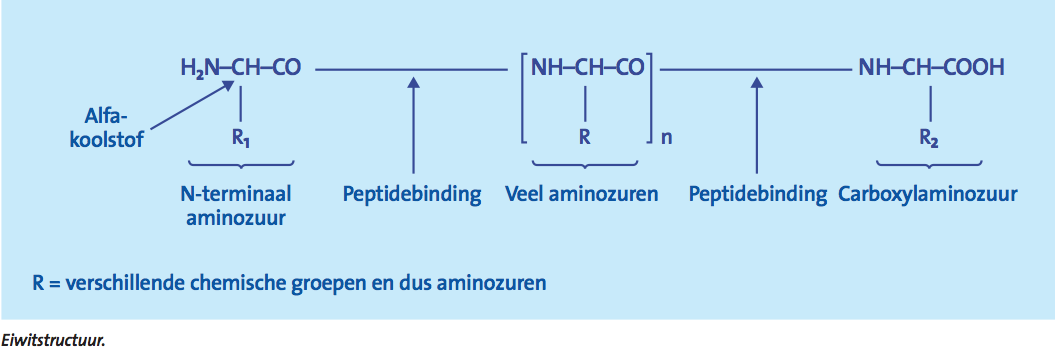 H₂N–CH–CO [NH–CH–CO] NH–CH–COOH
Alfa-
koolstof
R₁ R n R₂
N-terminaal
aminozuur
Peptidebinding
Veel aminozuren
Peptidebinding
Carboxylaminozuur
R = verschillende chemische groepen en dus aminozuren
Eiwitstructuur.